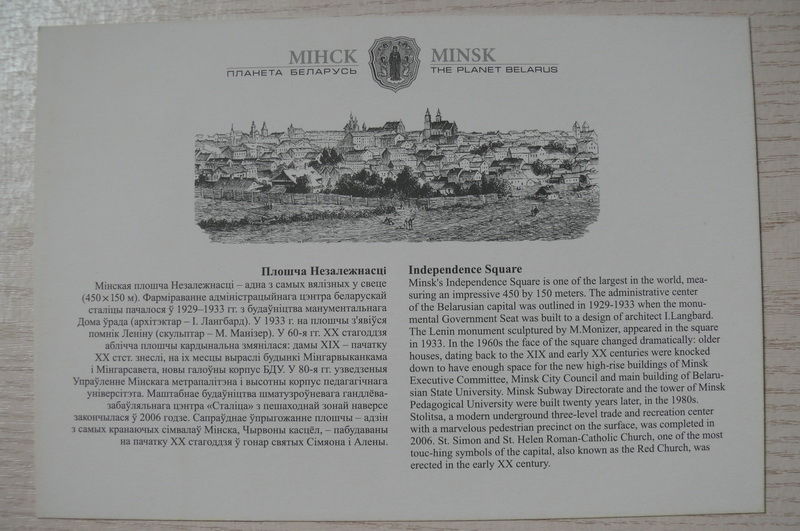 МІНСК
ПЛАНЕТА БЕЛАРУСЬ
MINSK
THE PLANET BELARUS
Плошча Незалежнасці
Мінская плошча Незалежнасці – адна з самых вялізных у свеце
(450 × 150 м). Фарміраванне адміністрацыйнага цэнтра беларускай
сталіцы пачалося ў 1929–1933 гг. з будаўніцтва манументальнага
Дома ўрада (архітэктар – І. Лангбард). У 1933 г. на плошчы з'явіўся
помнік Леніну (скульптар – М. Манізер). У 60-я гг. XX стагоддзя
аблічча плошчы кардынальна змянілася: дамы XIX – пачатку
XX стст. знеслі, на іх месцы выраслі будынкі Мінгарвыканкама
і Мінгарсавета, новы галоўны корпус БДУ. У 80-я гг. узведзеныя
Упраўленне Мінскага метрапалітэна і высотны корпус педагагічнага
універсітэта. Маштабнае будаўніцтва шматузроўневага гандлёва-
забаўляльнага цэнтра «Сталіца» з пешаходнай зонай наверсе
закончылася ў 2006 годзе. Сапраўднае ўпрыгожанне плошчы – адзін
з самых кранаючых сімвалаў Мінска, Чырвоны касцёл, – пабудаваны
на пачатку XX стагоддзя ў гонар святых Сімяона і Алены.
Independence Square
Minsk's Independence Square is one of the largest in the world, mea-
suring an impressive 450 by 150 meters. The administrative center
of the Belarusian capital was outlined in 1929-1933 when the monu-
mental Government Seat was built to a design of architect I.Langbard.
The Lenin monument sculptured by M.Monizer, appeared in the square
in 1933. In the 1960s the face of the square changed dramatically: older
houses, dating back to the XIX and early XX centuries were knocked
down to have enough space for the new high-rise buildings of Minsk
Executive Committee, Minsk City Council and main building of Belaru-
sian State University. Minsk Subway Directorate and the tower of Minsk
Pedagogical University were built twenty years later, in the 1980s.
Stolitsa, a modern underground three-level trade and recreation center
with a marvelous pedestrian precinct on the surface, was completed in
2006. St. Simon and St. Helen Roman-Catholic Church, one of the most
touc-hing symbols of the capital, also known as the Red Church, was
erected in the early XX century.